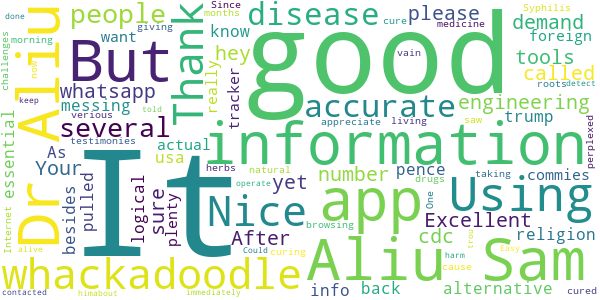 It
good
But
Dr Aliu
Thank
people
disease
please
demand
foreign
tools
Syphilis
cure
Since
months
done
giving
morning
challenges
hey
know
want
really
tracker
whatsapp
messing
several
accurate
called
medicine
vain
appreciate
living
roots
detect
told
now
keep
engineering
trump
saw
information
actual
verious
testimonies
As
Your
usa
number
pence
commies
perplexed
essential
Internet
besides
pulled
yet
herbs
natural
drugs
Using
app
Nice
logical
sure
plenty
One
operate
taking
After
cdc
Excellent
religion
browsing
curing
Aliu Sam
whackadoodle
info
back
alternative
Could
harm
cause
Easy
cured
alive
contacted
himabout
immediately